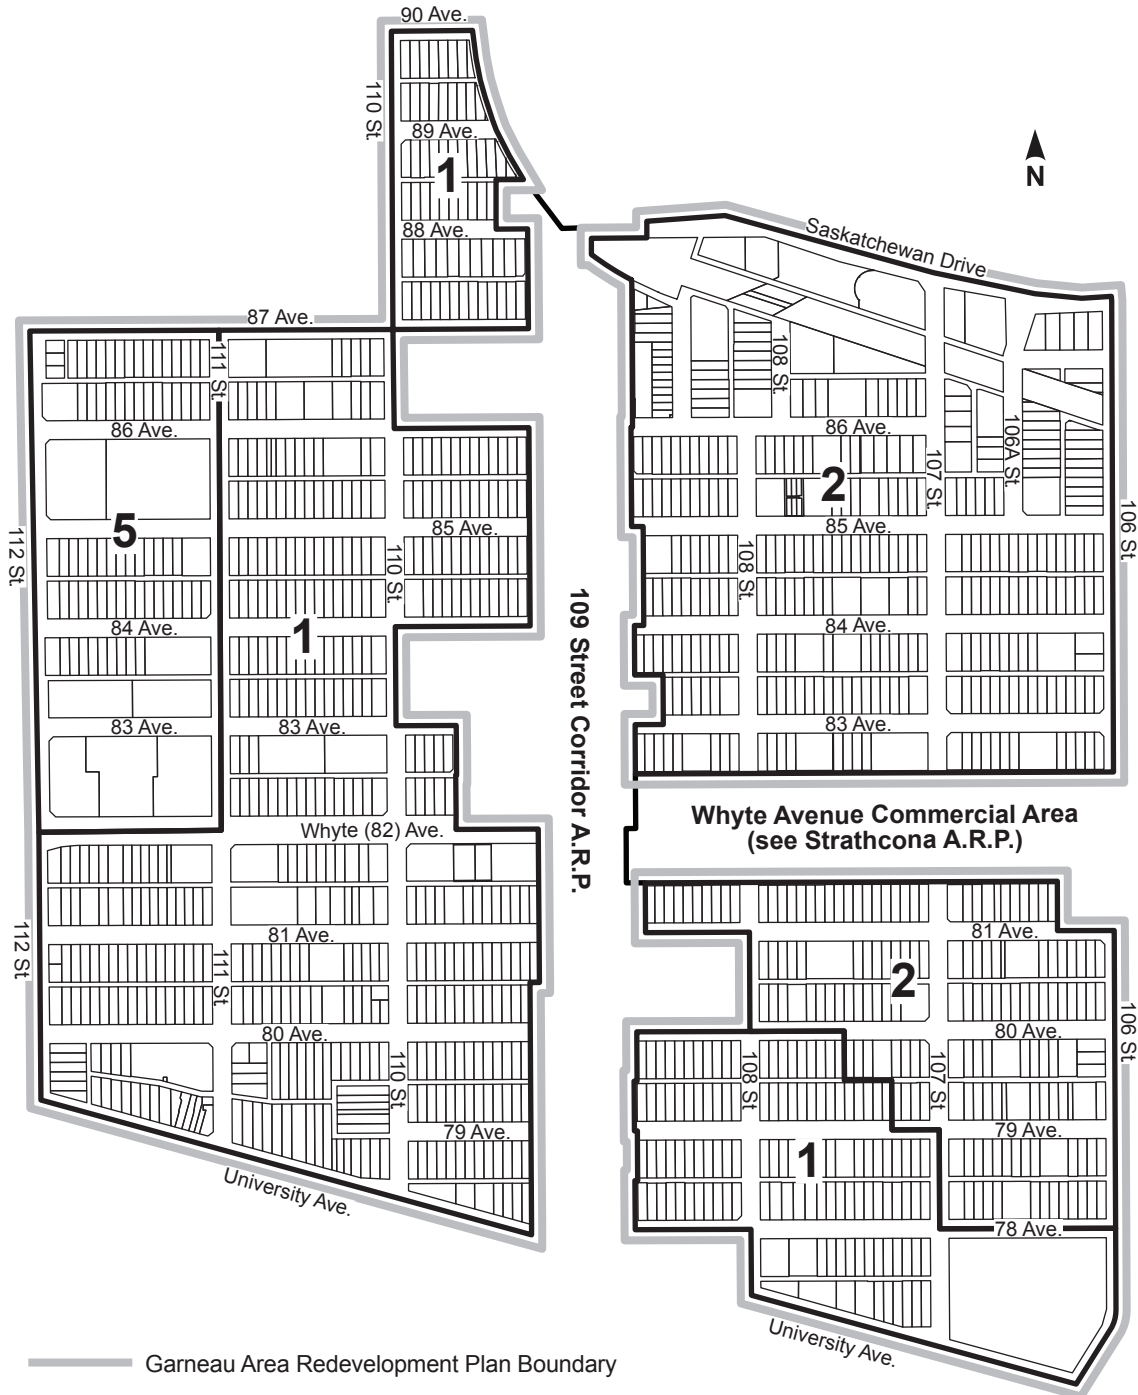 90 Ave.
110 St.
89 Ave.
1
N
88 Ave.
Saskatchewan Drive
87 Ave.
111 St.
108 St.
86 Ave.
86 Ave.
106A St.
107 St.
2
5
85 Ave.
85 Ave.
112 St.
106 St.
110 St.
108 St.
109 Street Corridor A.R.P.
84 Ave.
84 Ave.
1
83 Ave.
83 Ave.
83 Ave.
Whyte (82) Ave.
Whyte Avenue Commercial Area
(see Strathcona A.R.P.)
81 Ave.
81 Ave.
112 St.
111 St.
2
80 Ave.
80 Ave.
106 St.
110 St.
108 St.
107 St.
79 Ave.
79 Ave.
1
University Ave.
78 Ave.
University Ave.
Garneau Area Redevelopment Plan Boundary